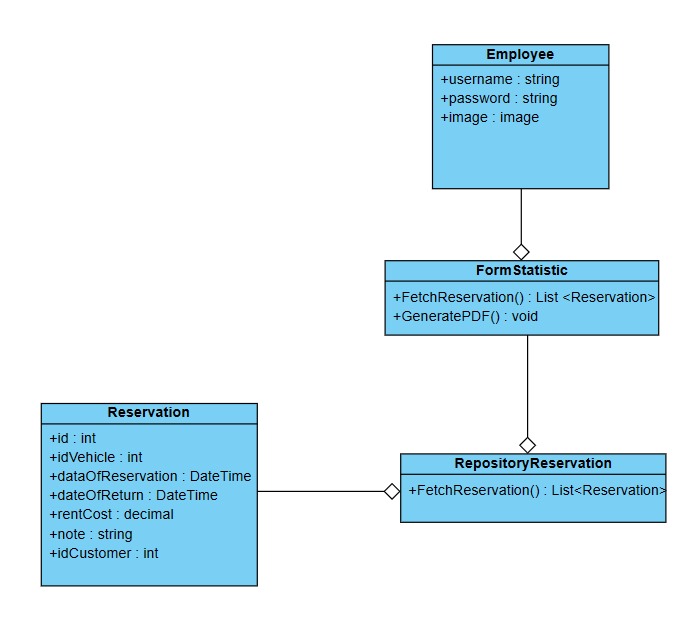 Employee
+username : string
+password : string
+image : image
FormStatistic
+FetchReservation() : List <Reservation>
+GeneratePDF() : void
Reservation
+id : int
+idVehicle : int
+dataOfReservation : DateTime
+dateOfReturn : DateTime
+rentCost : decimal
+note : string
+idCustomer : int
RepositoryReservation
+FetchReservation() : List<Reservation>